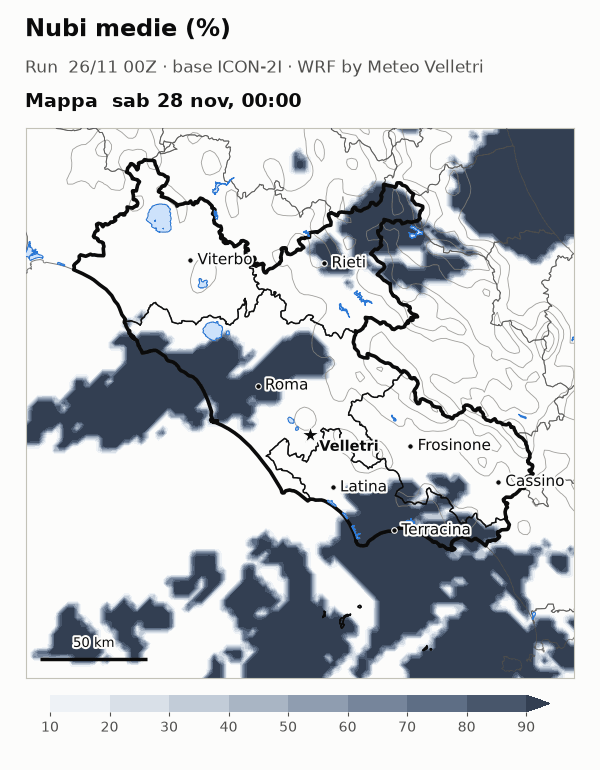 Nubi medie (%)
Run 26/11 00Z · base ICON-2I · WRF by Meteo Velletri
Mappa sab 28 nov, 00:00
Viterbo
Rieti
Roma
Velletri
Frosinone
Latina
Cassino
Terracina
50 km
10 20 30 40 50 60 70 80 90